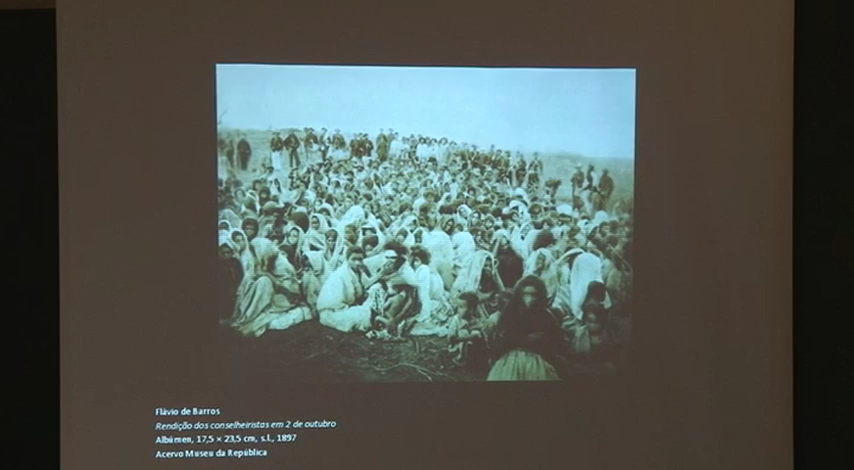 Flávio de Barros
Rendição dos conselheiristas em 2 de outubro
Albúmen, 17,5 × 23,5 cm, s.l., 1897
Acervo Museu da República